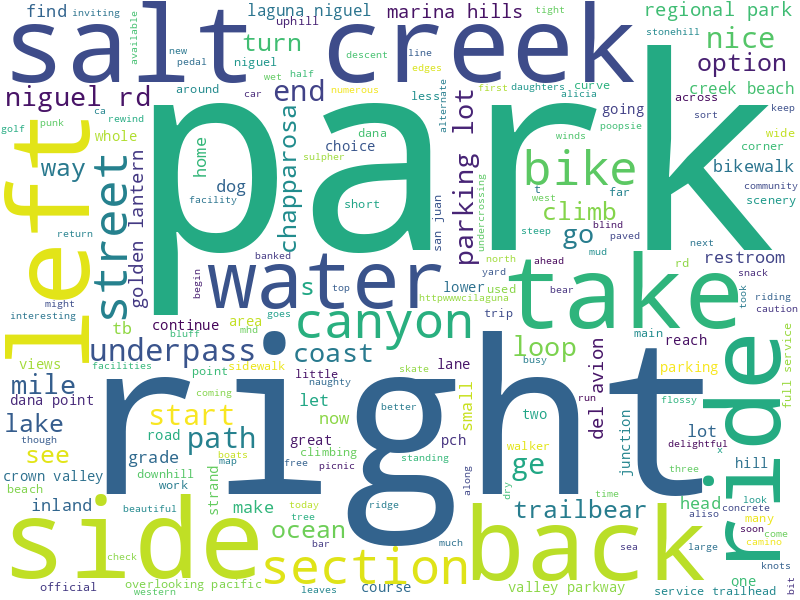 salt creek
find
inviting
available
new
pedal
uphill
laguna niguel
niguel
turn
descent
half
wet
line
edges
marina hills
tight
stonehill
regional park
nice
option
creek beach
niguel rd
around
end
car
less
alternate
numerous
first
daughters
alicia
curve
going
across
sort
keep
golf
punk
ca
rewind
whole
park
parking lot
dana
choice
sulpher
winds
poopsie
wide
corner
left
way
street
golden lantern
home
dog
facility
chapparosa
short
san juan
undercrossing
bike
t
west
far
blind
bikewalk
community
scenery
climb
steep
paved
return
might
interesting
banked
begin
water
s
top
goes
go
north
yard
ahead
mud
rd
next
restroom
snack
lower
used
httpwwwcilaguna
bear
take
took
riding
caution
continue
tb
area
mhd
bluff
canyon
trip
main
reach
views
facilities
underpass
sidewalk
point
coast
little
naughty
skate
lane
pch
busy
loop
del avion
run
parking
flossy
full service
ride
mile
dana point
coming
right
better
small
two
junction
lot
delightful
x
lake
though
start
road
path
let
now
great
climbing
standing
walker
ge
three
hill
see
crown valley
beach
grade
downhill
work
boats
map
free
picnic
along
dry
time
head
look
aliso
concrete
inland
beautiful
strand
make
today
tree
ridge
ocean
bar
much
trailbear
sea
large
many
soon
camino
come
knots
side
check
official
western
overlooking pacific
leaves
section
course
back
valley parkway
service trailhead
one
bit